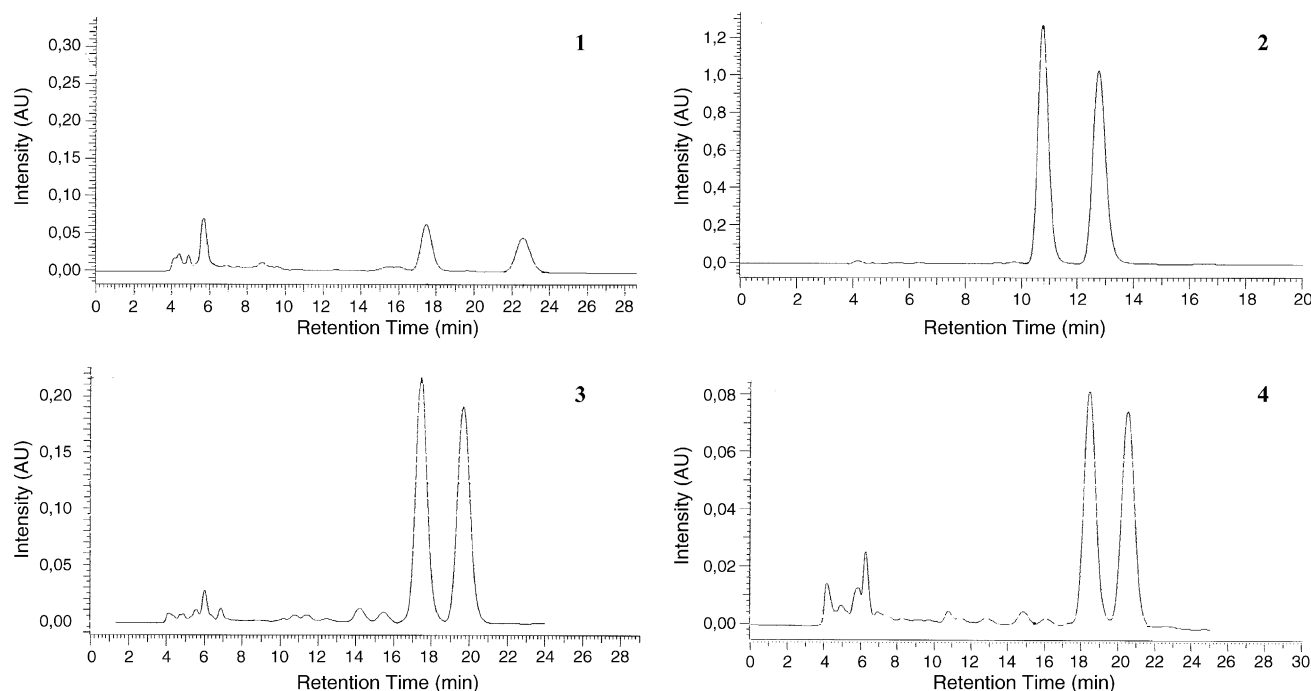 1
Intensity (AU)
0,30
0,25
0,20
0,15
0,10
0,05
0,00
0 2 4 6 8 10 12 14 16 18 20 22 24 26 28
Retention Time (min)
2
Intensity (AU)
1,2
1,0
0,8
0,6
0,4
0,2
0,0
0 2 4 6 8 10 12 14 16 18 20
Retention Time (min)
3
Intensity (AU)
0,20
0,15
0,10
0,05
0,00
0 2 4 6 8 10 12 14 16 18 20 22 24 26 28
Retention Time (min)
4
Intensity (AU)
0,08
0,06
0,04
0,02
0,00
0 2 4 6 8 10 12 14 16 18 20 22 24 26 28 30
Retention Time (min)